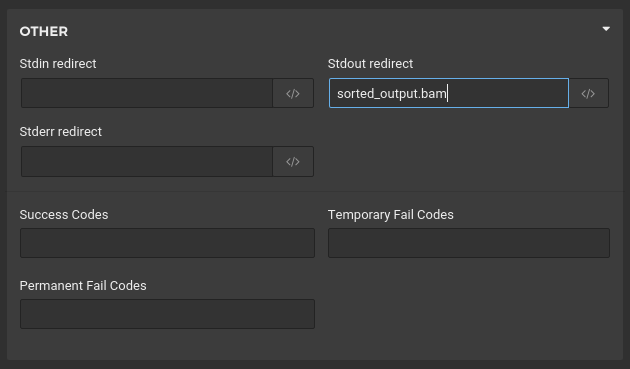 OTHER
Stdin redirect
Stdout redirect
</>
sorted_output.bam
</>
Stderr redirect
</>
Success Codes
Temporary Fail Codes
Permanent Fail Codes